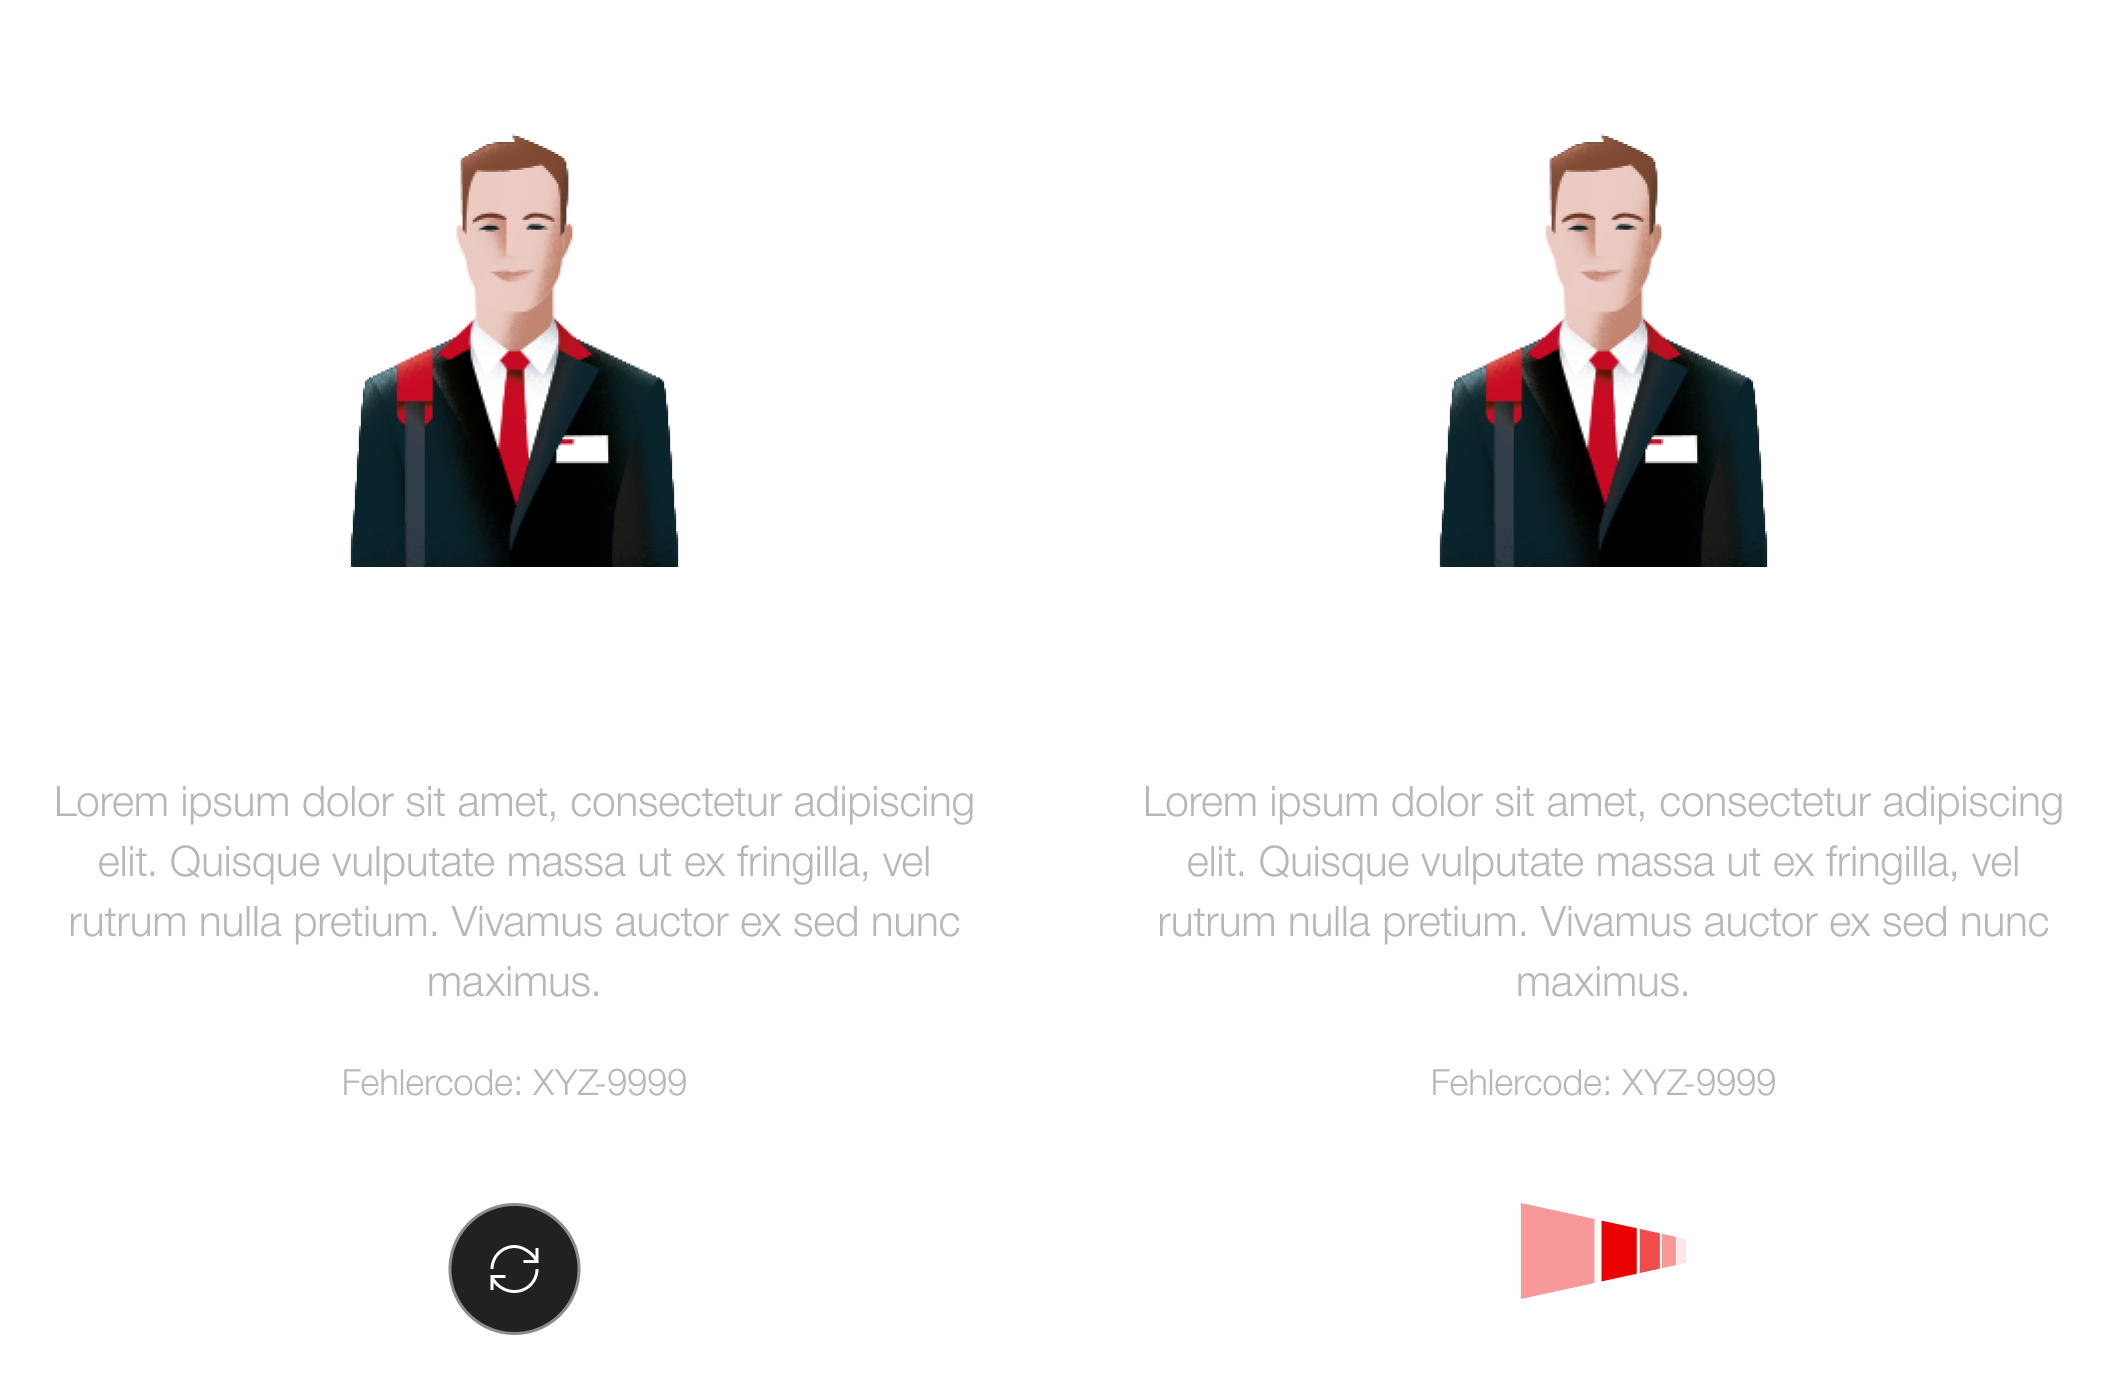 Lorem ipsum dolor sit amet, consectetur adipiscing
elit. Quisque vulputate massa ut ex fringilla, vel
rutrum nulla pretium. Vivamus auctor ex sed nunc
maximus.
Fehlercode: XYZ-9999
Lorem ipsum dolor sit amet, consectetur adipiscing
elit. Quisque vulputate massa ut ex fringilla, vel
rutrum nulla pretium. Vivamus auctor ex sed nunc
maximus.
Fehlercode: XYZ-9999